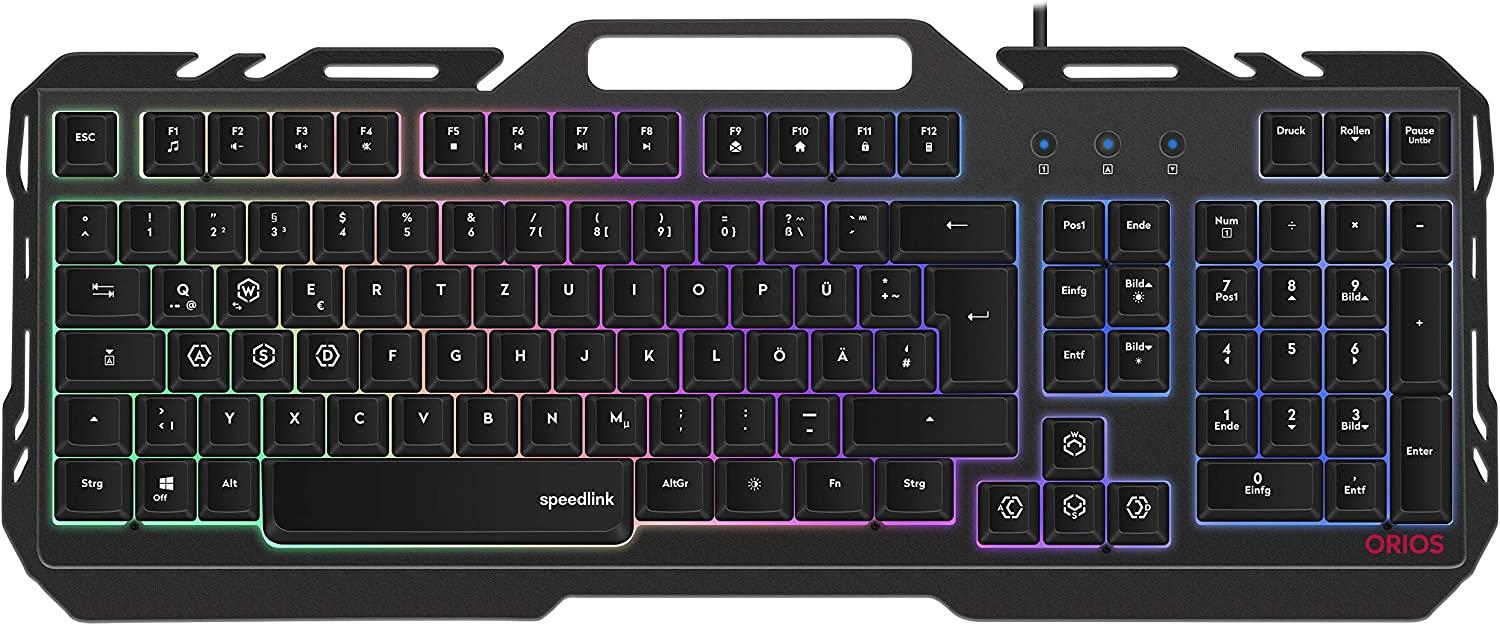 ESC F1 F2 F3 F4 F5 F6 F7 F8 F9 F10 F11 F12 1 A Druck Rollen Pause
Untbr
° ! " § $ % & / ( ) = ? `
^ 1 2 ² 3 ³ 4 5 6 7 { 8 [ 9 ] 0 } ß \ ´
Pos1 Ende Num ÷ × −
1
Q W E R T Z U I O P Ü * Einfg Bild 7 8 9
@ € + ~ Pos1 Bild
+
A A S D F G H J K L Ö Ä ' Entf Bild 4 5 6
#
> Y X C V B N M µ ; : _ W 1 2 3
< | , . - Ende Bild
Strg Off Alt speedlink AltGr Fn Strg A S D 0 , Enter
Einfg Entf
ORIOS